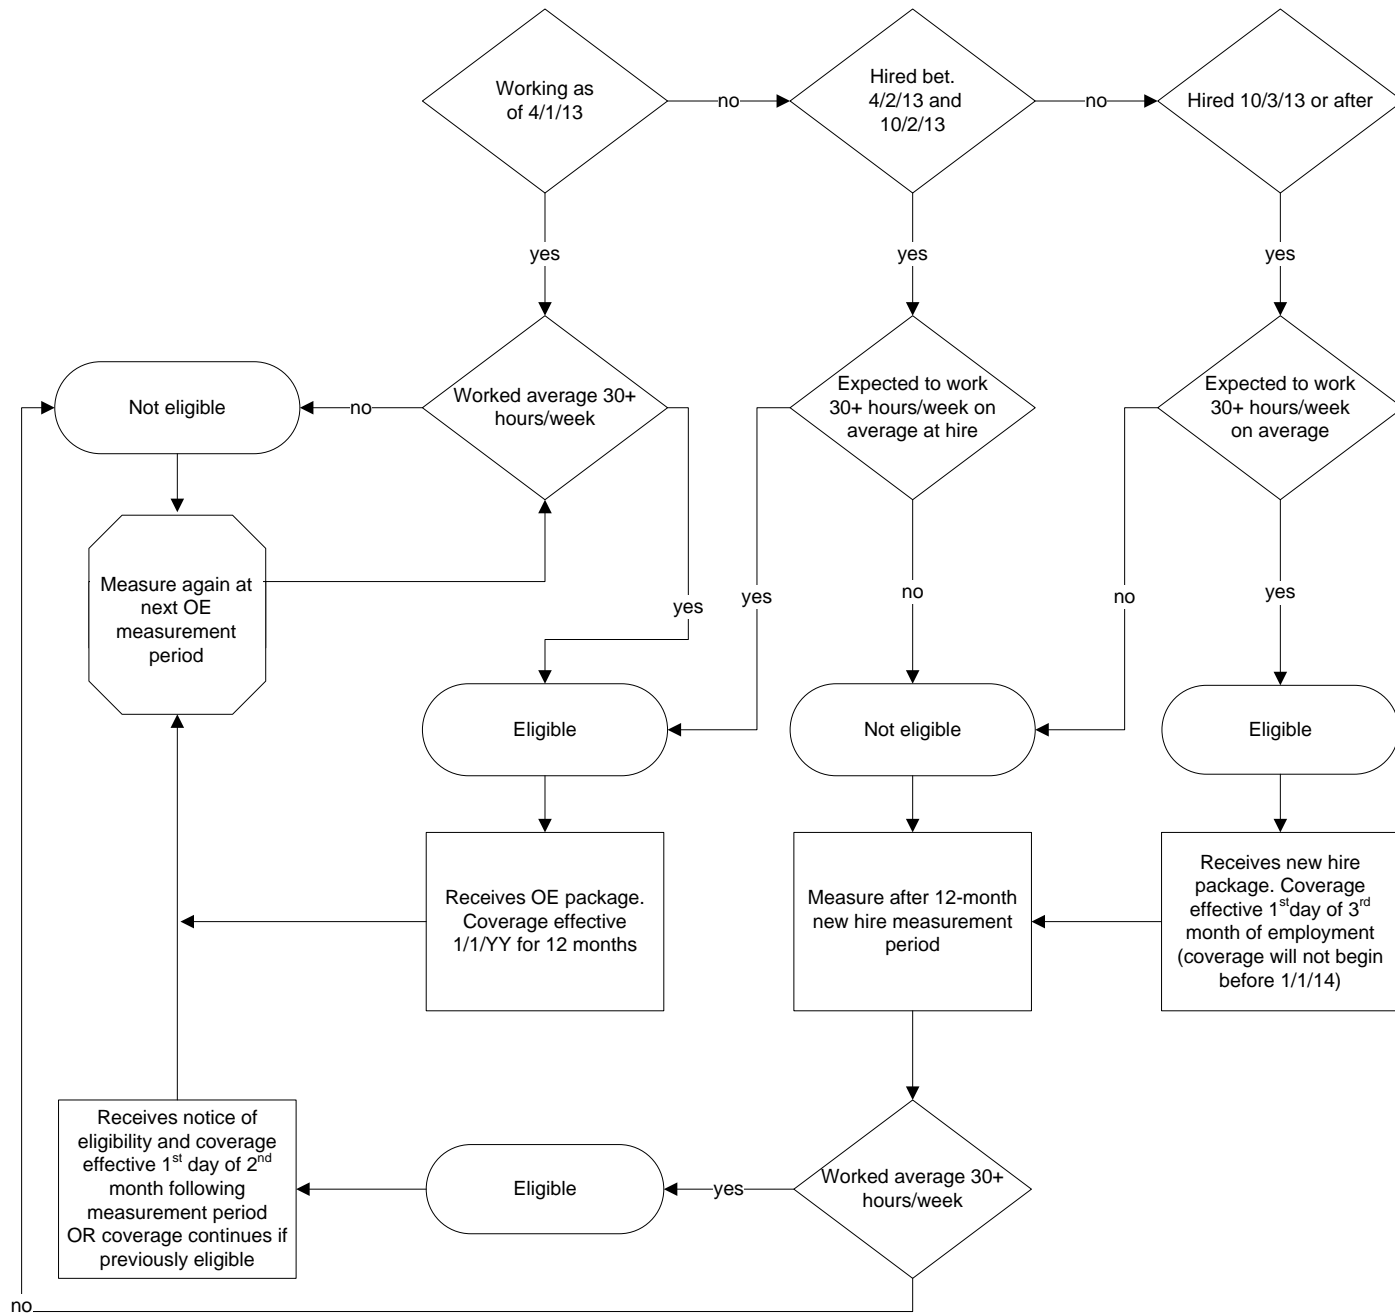 Working as
of 4/1/13
no
Hired bet.
4/2/13 and
10/2/13
no
Hired 10/3/13 or after
yes
yes
yes
Not eligible
no
Worked average 30+
hours/week
Expected to work
30+ hours/week on
average at hire
Expected to work
30+ hours/week
on average
Measure again at
next OE
measurement
period
yes
yes
no
no
yes
Eligible
Not eligible
Eligible
Receives OE package.
Coverage effective
1/1/YY for 12 months
Measure after 12-month
new hire measurement
period
Receives new hire
package. Coverage
effective 1st day of 3rd
month of employment
(coverage will not begin
before 1/1/14)
Receives notice of
eligibility and coverage
effective 1st day of 2nd
month following
measurement period
OR coverage continues if
previously eligible
Eligible
yes
Worked average 30+
hours/week
no